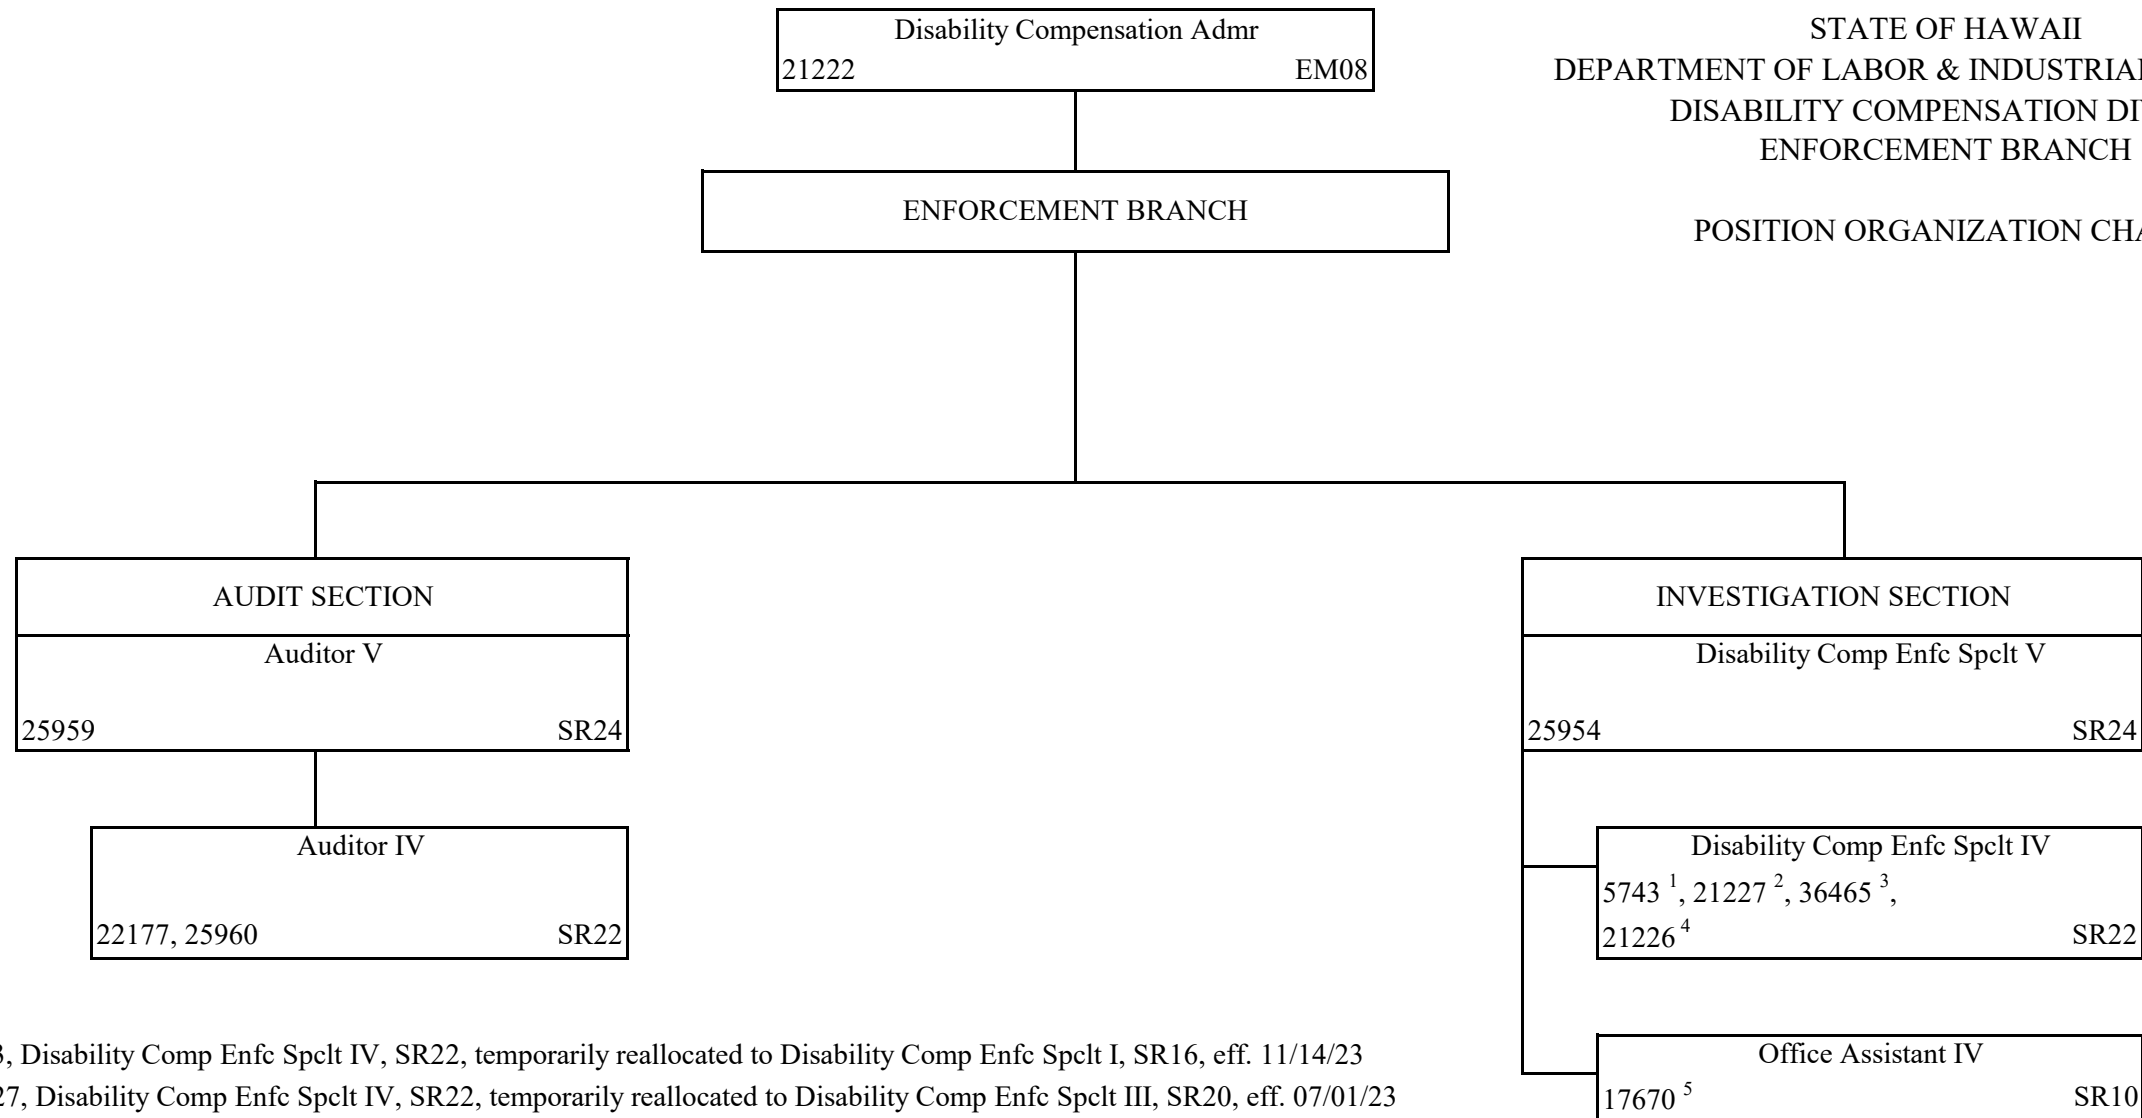 Disability Compensation Admr
21222 EM08
STATE OF HAWAII
DEPARTMENT OF LABOR & 
DISABILITY COMPENSATION
ENFORCEMENT BRANCH
POSITION ORGANIZATION
ENFORCEMENT BRANCH
AUDIT SECTION
Auditor V
25959 SR24
Auditor IV
22177, 25960 SR22
INVESTIGATION SECTION
Disability Comp Enfc Spclt V
25954 SR24
Disability Comp Enfc Spclt IV
5743 1, 21227 2, 36465 3,
21226 4 SR22
Office Assistant IV
17670 5 SR10
3, Disability Comp Enfc Spclt IV, SR22, temporarily reallocated to Disability Comp Enfc Spclt I, SR16, eff. 11/14/23
27, Disability Comp Enfc Spclt IV, SR22, temporarily reallocated to Disability Comp Enfc Spclt III, SR20, eff. 07/01/23